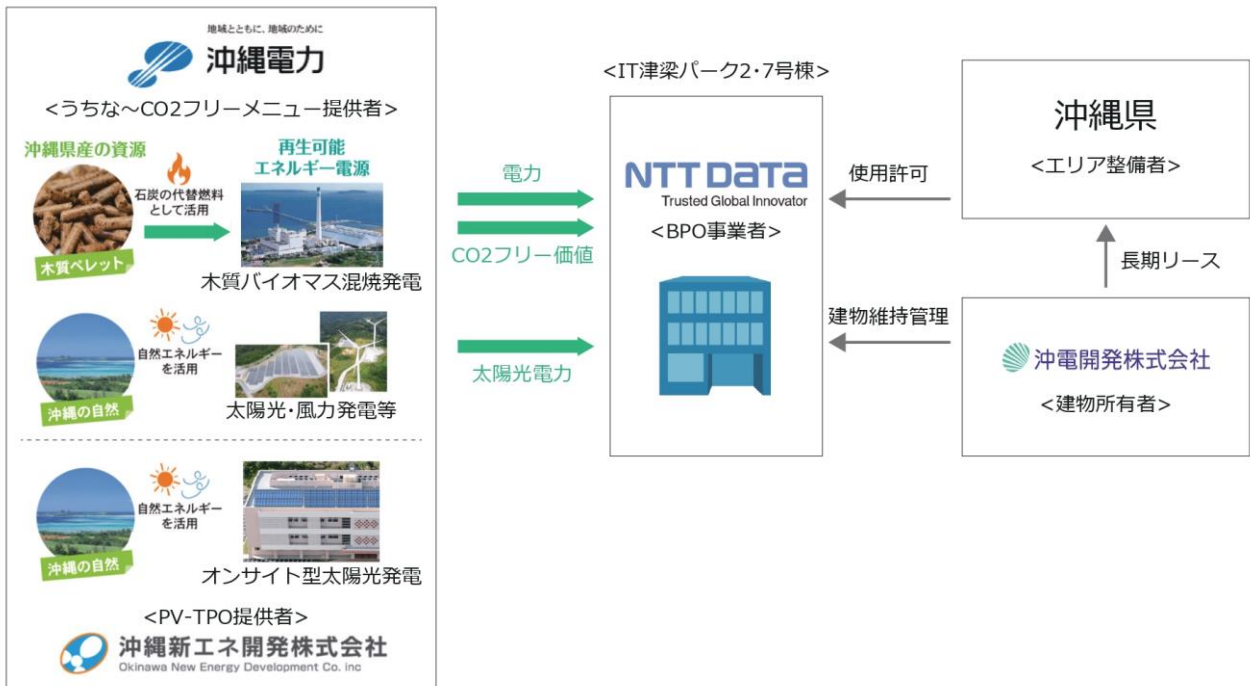 地域とともに、地域のために
沖縄電力
<うちな～CO2フリーメニュー提供者>
沖縄県産の資源
石炭の代替燃料
として活用
再生可能
エネルギー電源
木質ペレット
木質バイオマス混焼発電
自然エネルギー
を活用
沖縄の自然
太陽光・風力発電等
自然エネルギー
を活用
沖縄の自然
オンサイト型太陽光発電
<PV-TPO提供者>
沖縄新エネ開発株式会社
Okinawa New Energy Development Co. inc
電力
CO2フリー価値
太陽光電力
<IT津梁パーク2・7号棟>
NTT DATA
Trusted Global Innovator
<BPO事業者>
使用許可
建物維持管理
沖縄県
<エリア整備者>
長期リース
沖電開発株式会社
<建物所有者>